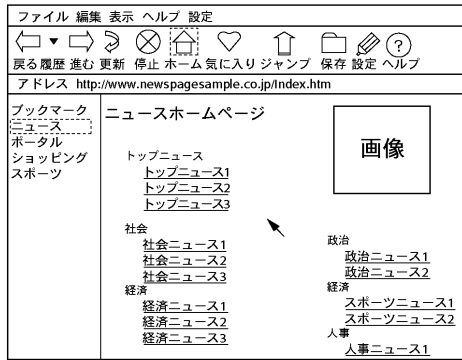 ファイル 編集 表示 ヘルプ 設定
戻る 履歴 進む 更新 停止 ホーム 気に入り ジャンプ 保存 設定 ヘルプ
アドレス http://www.newspagesample.co.jp/Index.htm
ブックマーク
ニュース
ポータル
ショッピング
スポーツ
ニュースホームページ
画像
トップニュース
トップニュース1
トップニュース2
トップニュース3
社会
社会ニュース1
社会ニュース2
社会ニュース3
経済
経済ニュース1
経済ニュース2
経済ニュース3
政治
政治ニュース1
政治ニュース2
経済
スポーツニュース1
スポーツニュース2
人事
人事ニュース1